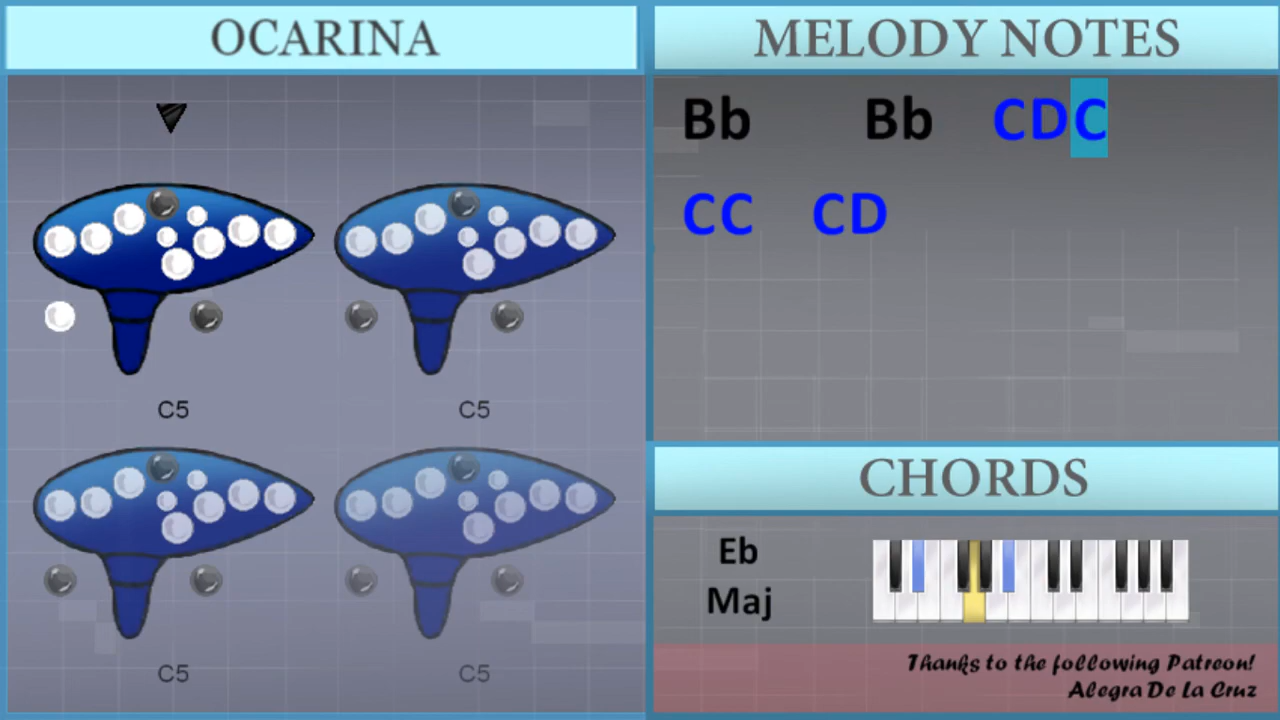 OCARINA
C5 C5
C5 C5
MELODY NOTES
Bb Bb CDC
CC CD
CHORDS
Eb
Maj
Thanks to the following Patreon!
Alegra De La Cruz